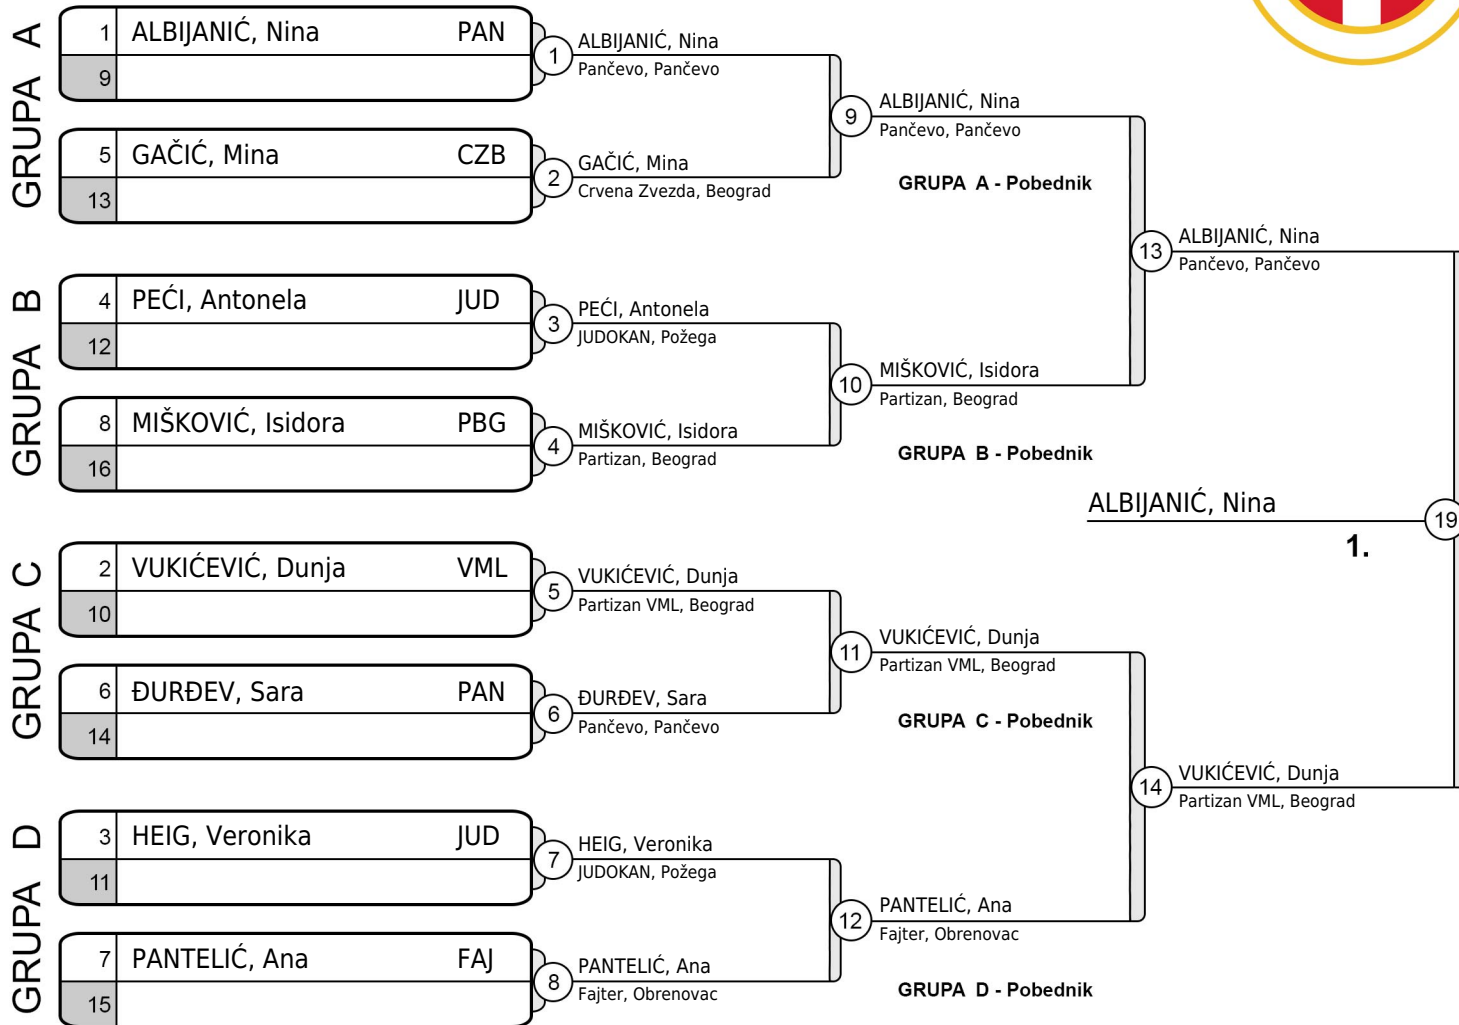 GRUPA A
1 ALBIJANIĆ, Nina PAN
9
1
ALBIJANIĆ, Nina
Pančevo, Pančevo
5 GAČIĆ, Mina CZB
13
2
GAČIĆ, Mina
Crvena Zvezda, Beograd
9
ALBIJANIĆ, Nina
Pančevo, Pančevo
GRUPA A - Pobednik
GRUPA B
4 PEĆI, Antonela JUD
12
3
PEĆI, Antonela
JUDOKAN, Požega
8 MIŠKOVIĆ, Isidora PBG
16
4
MIŠKOVIĆ, Isidora
Partizan, Beograd
10
MIŠKOVIĆ, Isidora
Partizan, Beograd
GRUPA B - Pobednik
13
ALBIJANIĆ, Nina
Pančevo, Pančevo
ALBIJANIĆ, Nina
19
1.
GRUPA C
2 VUKIĆEVIĆ, Dunja VML
10
5
VUKIĆEVIĆ, Dunja
Partizan VML, Beograd
6 ĐURĐEV, Sara PAN
14
6
ĐURĐEV, Sara
Pančevo, Pančevo
11
VUKIĆEVIĆ, Dunja
Partizan VML, Beograd
GRUPA C - Pobednik
GRUPA D
3 HEIG, Veronika JUD
11
7
HEIG, Veronika
JUDOKAN, Požega
7 PANTELIĆ, Ana FAJ
15
8
PANTELIĆ, Ana
Fajter, Obrenovac
12
PANTELIĆ, Ana
Fajter, Obrenovac
GRUPA D - Pobednik
14
VUKIĆEVIĆ, Dunja
Partizan VML, Beograd